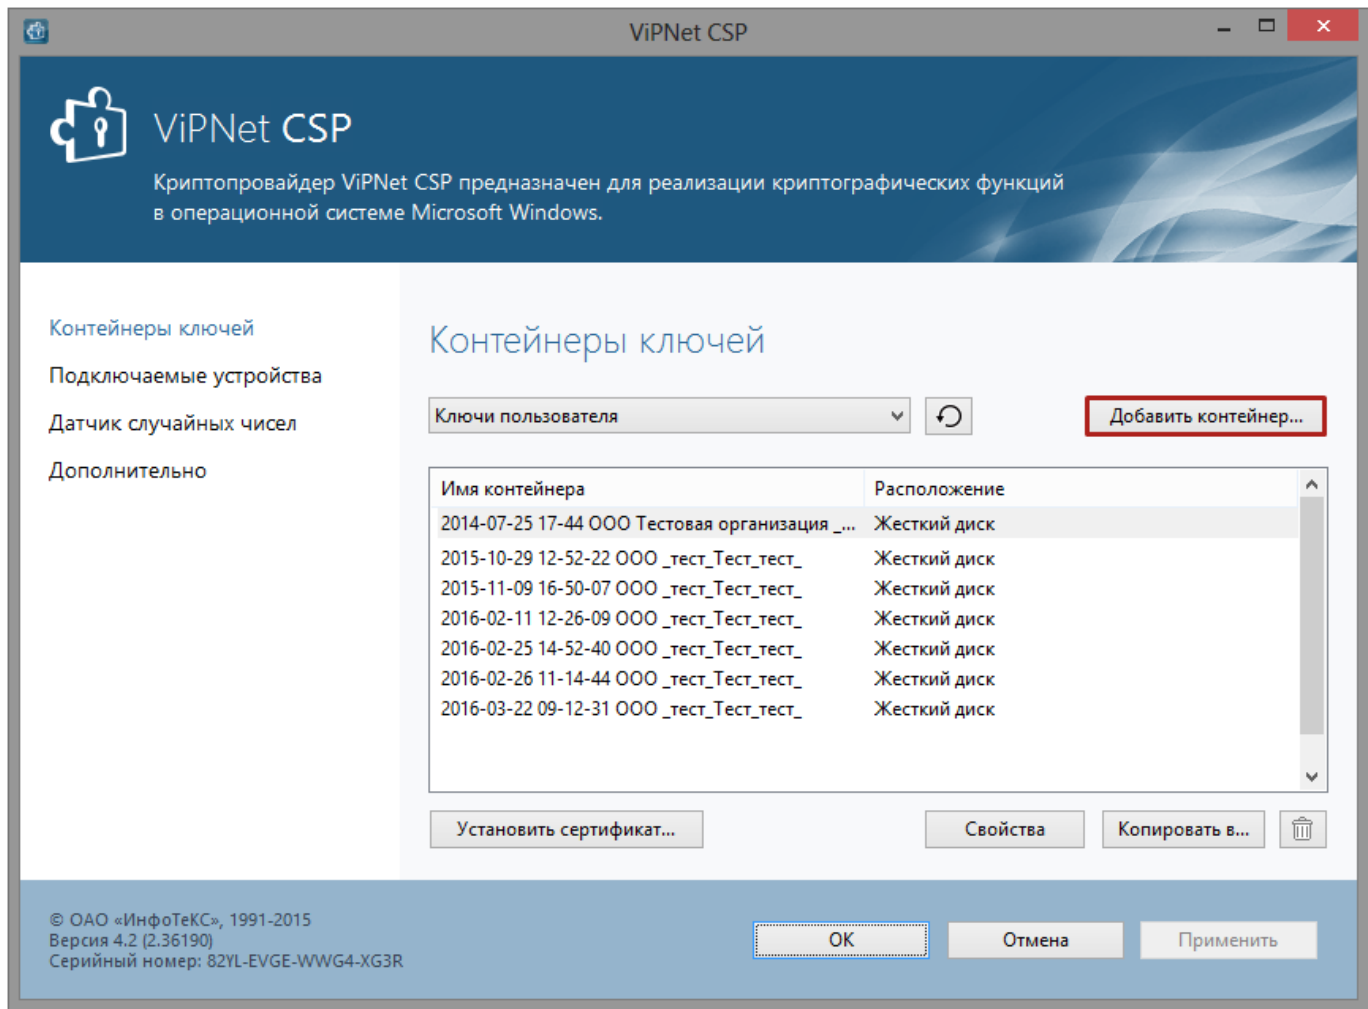 ViPNet CSP
ViPNet CSP
Криптопровайдер ViPNet CSP предназначен для реализации криптографических функций
в операционной системе Microsoft Windows.
Контейнеры ключей
Подключаемые устройства
Датчик случайных чисел
Дополнительно
Контейнеры ключей
Ключи пользователя
Добавить контейнер...
Имя контейнера Расположение
2014-07-25 17-44 ООО Тестовая организация _... Жесткий диск
2015-10-29 12-52-22 ООО _тест_Тест_тест_ Жесткий диск
2015-11-09 16-50-07 ООО _тест_Тест_тест_ Жесткий диск
2016-02-11 12-26-09 ООО _тест_Тест_тест_ Жесткий диск
2016-02-25 14-52-40 ООО _тест_Тест_тест_ Жесткий диск
2016-02-26 11-14-44 ООО _тест_Тест_тест_ Жесткий диск
2016-03-22 09-12-31 ООО _тест_Тест_тест_ Жесткий диск
Установить сертификат... Свойства Копировать в...
© ОАО «ИнфоТеКС», 1991-2015
Версия 4.2 (2.36190)
Серийный номер: 82YL-EVGE-WWG4-XG3R
ОК Отмена Применить